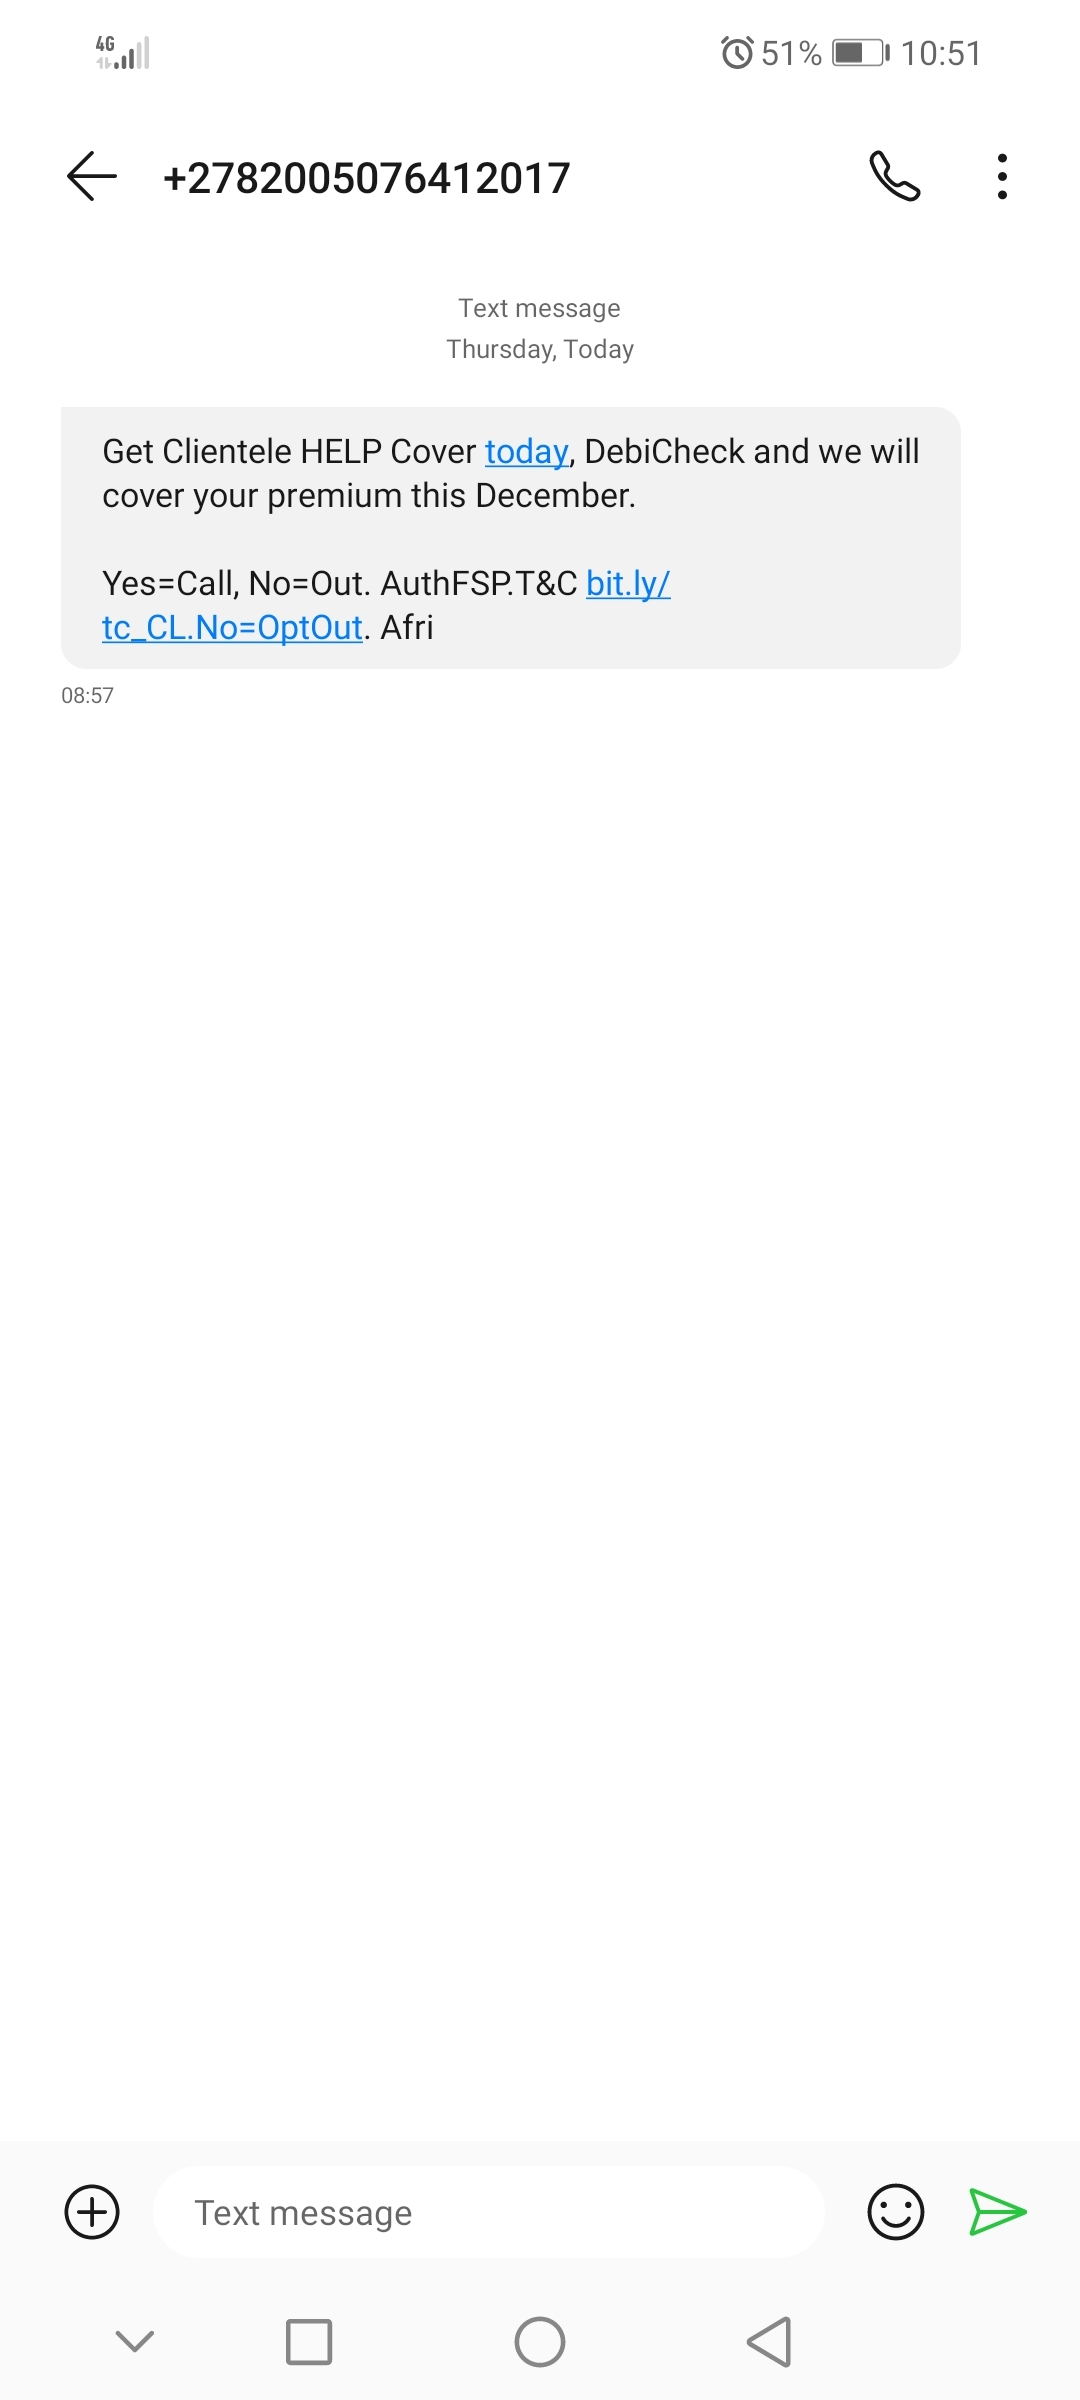 4G
51% 10:51
+2782005076412017
Text message
Thursday, Today
Get Clientele HELP Cover today, DebiCheck and we will
cover your premium this December.
Yes=Call, No=Out. AuthFSP.T&C bit.ly/
tc_CL.No=OptOut. Afri
08:57
Text message